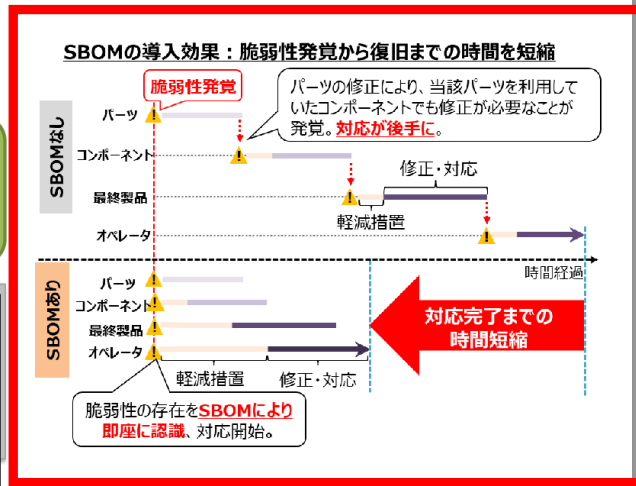 SBOMの導入効果：脆弱性発覚から復旧までの時間を短縮
脆弱性発覚
パーツの修正により、当該パーツを利用して
いたコンポーネントでも修正が必要なことが
発覚。対応が後手に。
SBOMなし
パーツ
コンポーネント
最終製品
オペレータ
修正・対応
軽減措置
時間経過
SBOMあり
パーツ
コンポーネント
最終製品
オペレータ
軽減措置
修正・対応
対応完了までの
時間短縮
脆弱性の存在をSBOMにより
即座に認識、対応開始。